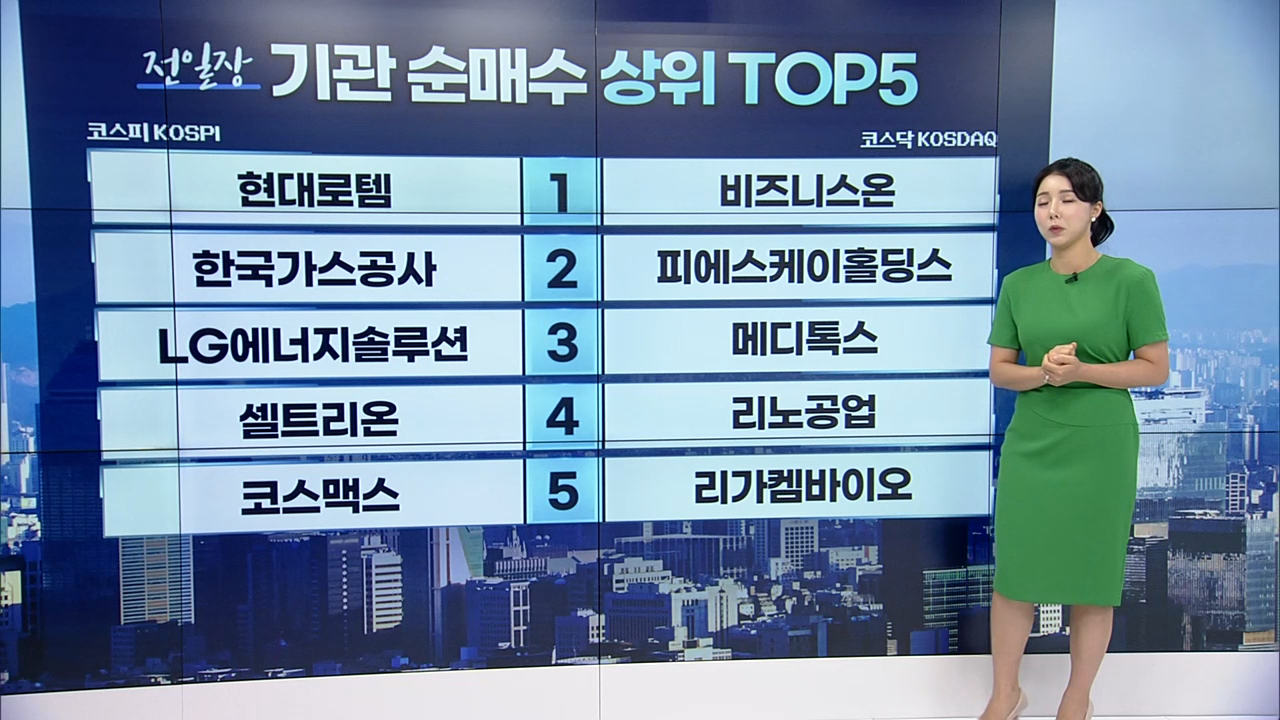 전일장 기관 순매수 상위 TOP5
코스피 KOSPI 코스닥 KOSDAQ
현대로템 1 비즈니스온
한국가스공사 2 피에스케이홀딩스
LG에너지솔루션 3 메디톡스
셀트리온 4 리노공업
코스맥스 5 리가켐바이오